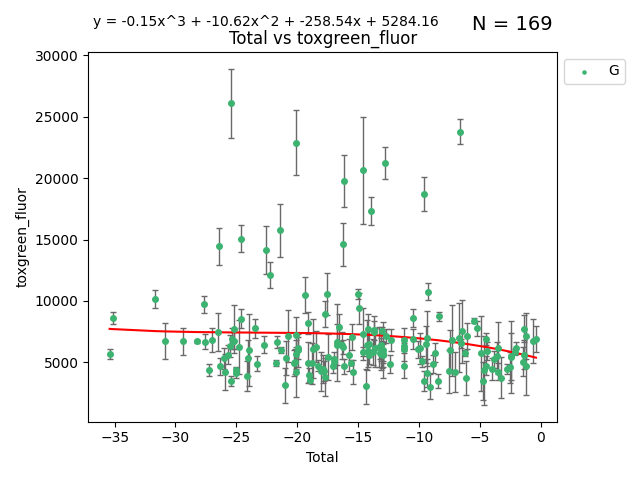 y = -0.15x^3 + -10.62x^2 + -258.54x + 5284.16
N = 169
Total vs toxgreen_fluor
G
30000
25000
20000
15000
10000
5000
toxgreen_fluor
−35 −30 −25 −20 −15 −10 −5 0
Total